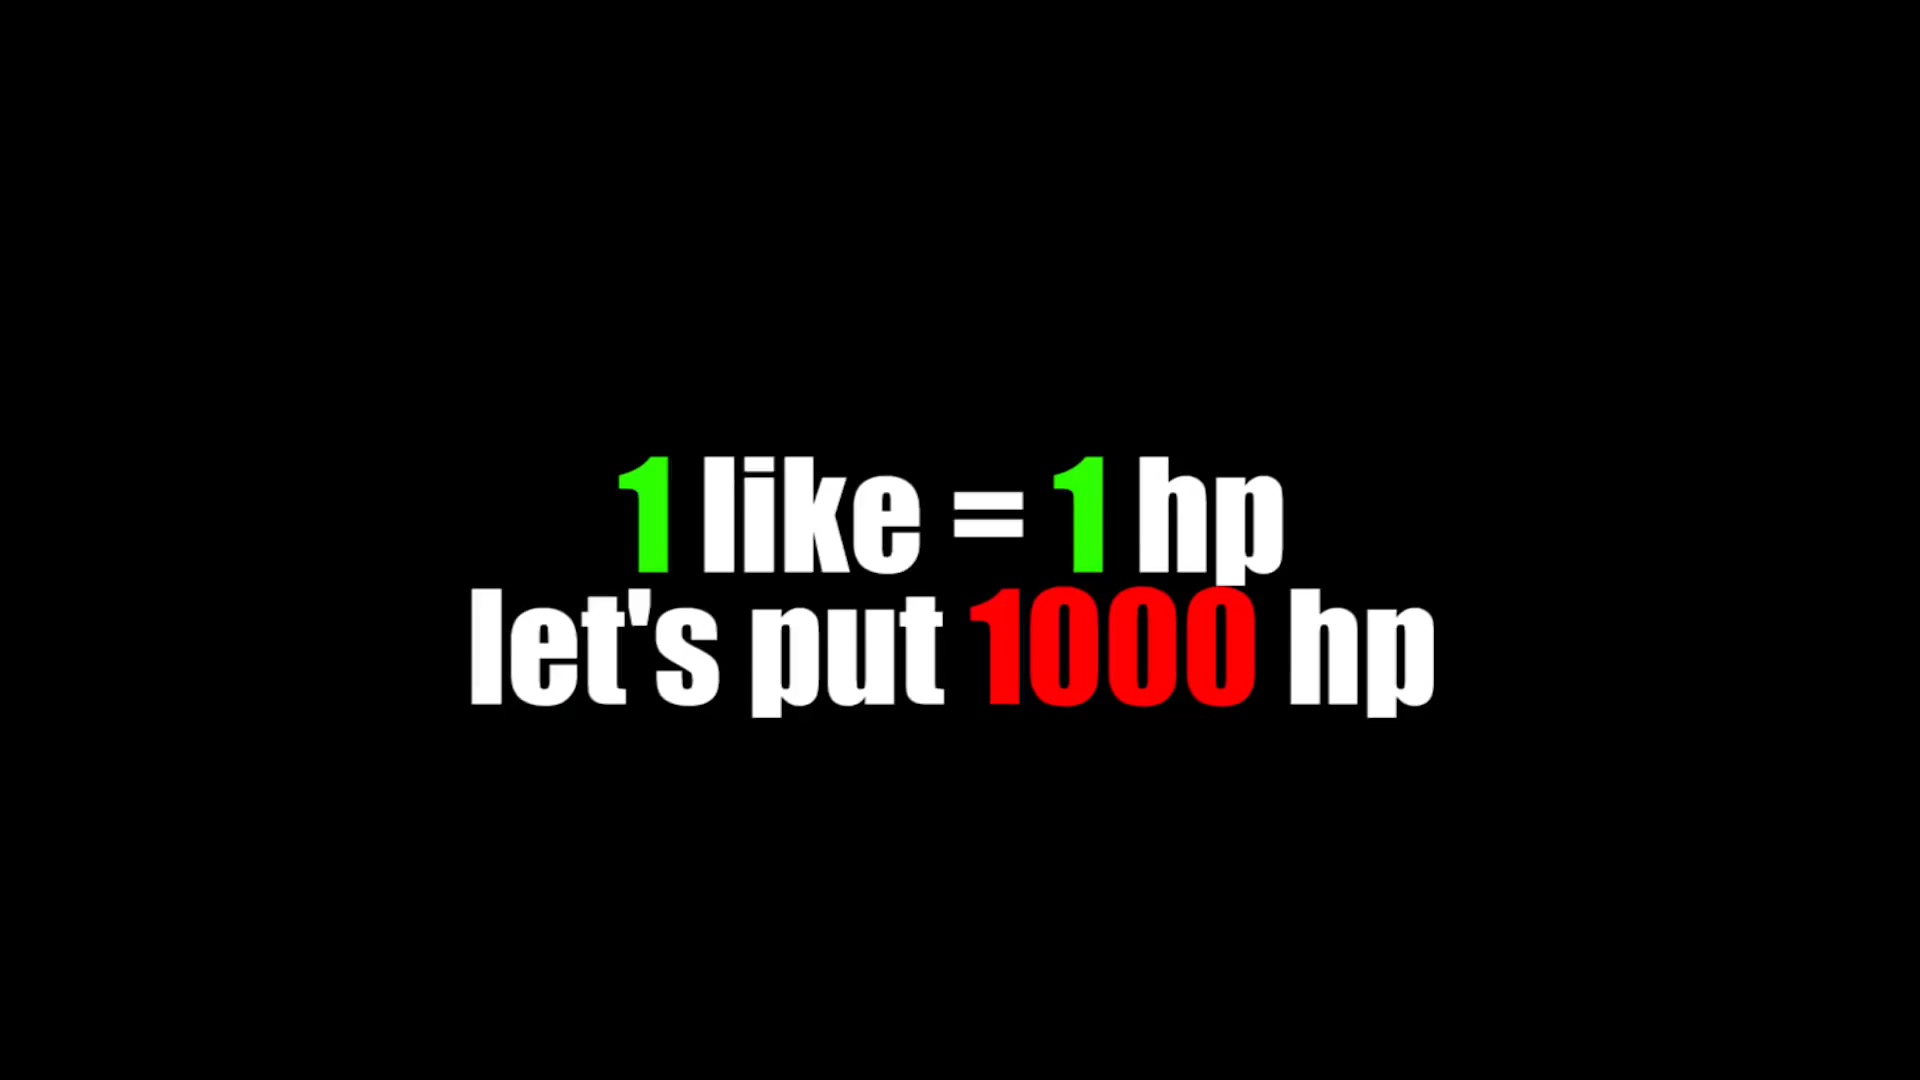 1 like = 1 hp
let's put 1000 hp